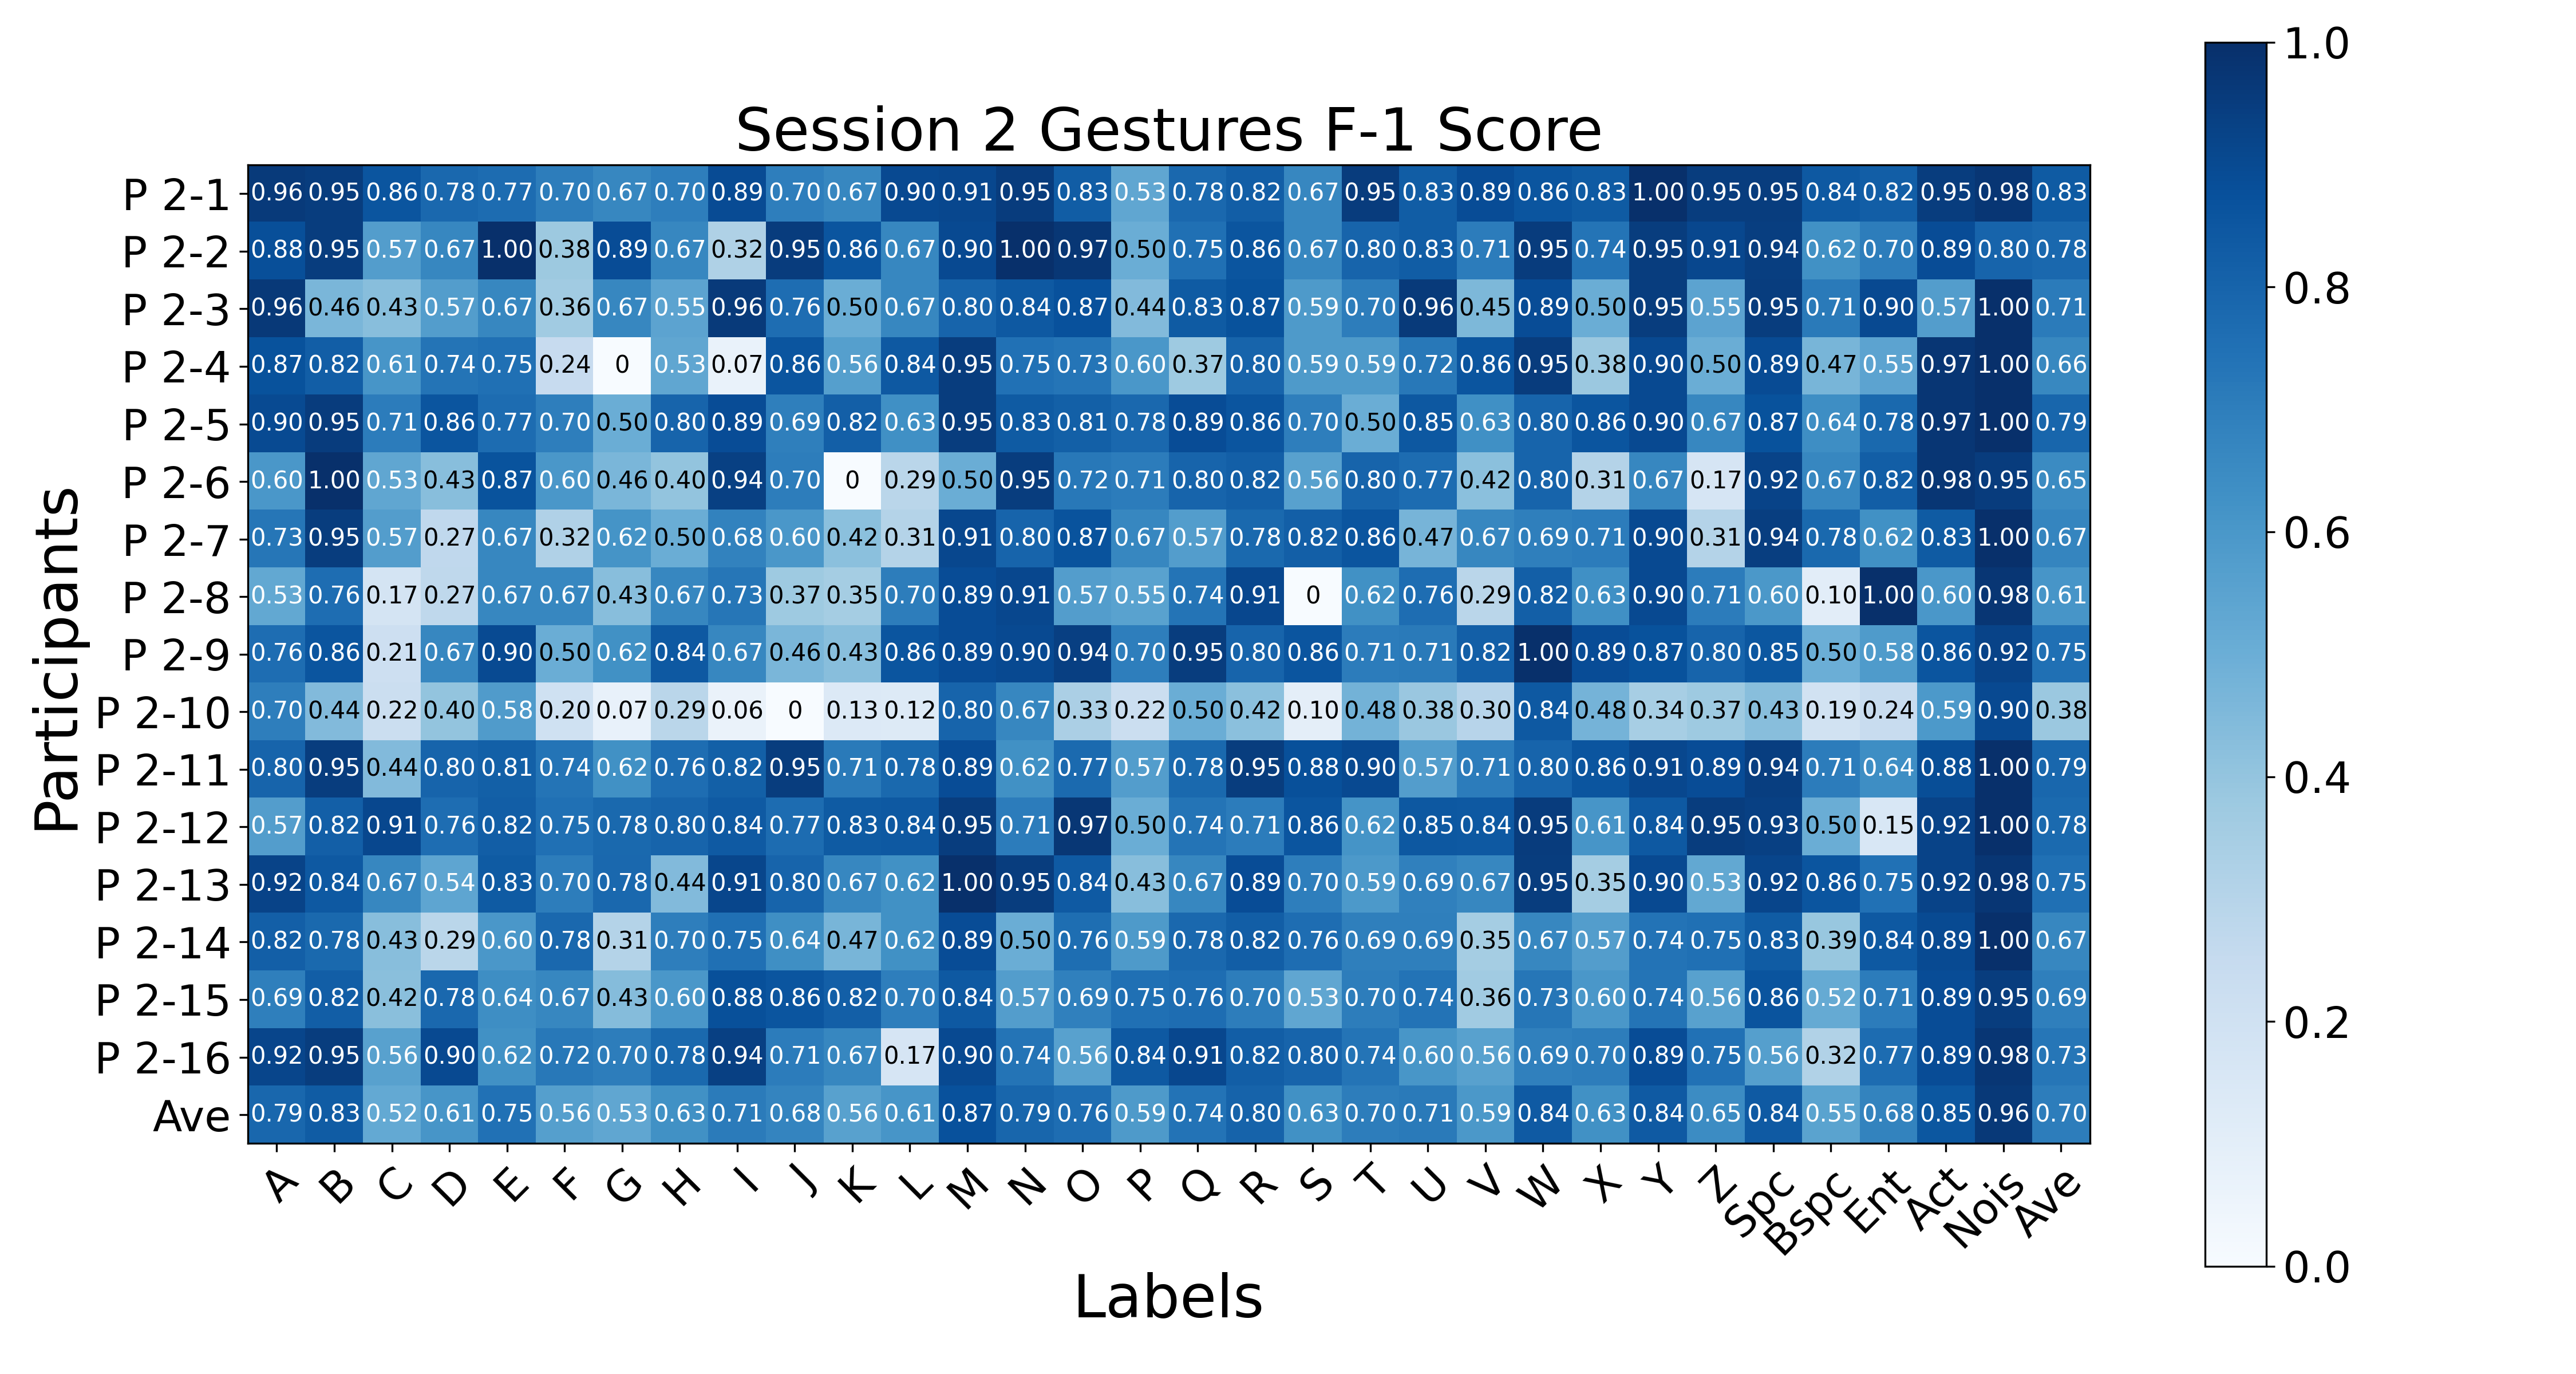 Session 2 Gestures F-1 Score
P 2-1 0.96 0.95 0.86 0.78 0.77 0.70 0.67 0.70 0.89 0.70 0.67 0.90 0.91 0.95 0.83 0.53 0.78 0.82 0.67 0.95 0.83 0.89 0.86 0.83 1.00 0.95 0.95 0.84 0.82 0.95 0.98 0.83
P 2-2 0.88 0.95 0.57 0.67 1.00 0.38 0.89 0.67 0.32 0.95 0.86 0.67 0.90 1.00 0.97 0.50 0.75 0.86 0.67 0.80 0.83 0.71 0.95 0.74 0.95 0.91 0.94 0.62 0.70 0.89 0.80 0.78
P 2-3 0.96 0.46 0.43 0.57 0.67 0.36 0.67 0.55 0.96 0.76 0.50 0.67 0.80 0.84 0.87 0.44 0.83 0.87 0.59 0.70 0.96 0.45 0.89 0.50 0.95 0.55 0.95 0.71 0.90 0.57 1.00 0.71
P 2-4 0.87 0.82 0.61 0.74 0.75 0.24 0 0.53 0.07 0.86 0.56 0.84 0.95 0.75 0.73 0.60 0.37 0.80 0.59 0.59 0.72 0.86 0.95 0.38 0.90 0.50 0.89 0.47 0.55 0.97 1.00 0.66
P 2-5 0.90 0.95 0.71 0.86 0.77 0.70 0.50 0.80 0.89 0.69 0.82 0.63 0.95 0.83 0.81 0.78 0.89 0.86 0.70 0.50 0.85 0.63 0.80 0.86 0.90 0.67 0.87 0.64 0.78 0.97 1.00 0.79
P 2-6 0.60 1.00 0.53 0.43 0.87 0.60 0.46 0.40 0.94 0.70 0 0.29 0.50 0.95 0.72 0.71 0.80 0.82 0.56 0.80 0.77 0.42 0.80 0.31 0.67 0.17 0.92 0.67 0.82 0.98 0.95 0.65
P 2-7 0.73 0.95 0.57 0.27 0.67 0.32 0.62 0.50 0.68 0.60 0.42 0.31 0.91 0.80 0.87 0.67 0.57 0.78 0.82 0.86 0.47 0.67 0.69 0.71 0.90 0.31 0.94 0.78 0.62 0.83 1.00 0.67
P 2-8 0.53 0.76 0.17 0.27 0.67 0.67 0.43 0.67 0.73 0.37 0.35 0.70 0.89 0.91 0.57 0.55 0.74 0.91 0 0.62 0.76 0.29 0.82 0.63 0.90 0.71 0.60 0.10 1.00 0.60 0.98 0.61
P 2-9 0.76 0.86 0.21 0.67 0.90 0.50 0.62 0.84 0.67 0.46 0.43 0.86 0.89 0.90 0.94 0.70 0.95 0.80 0.86 0.71 0.71 0.82 1.00 0.89 0.87 0.80 0.85 0.50 0.58 0.86 0.92 0.75
P 2-10 0.70 0.44 0.22 0.40 0.58 0.20 0.07 0.29 0.06 0 0.13 0.12 0.80 0.67 0.33 0.22 0.50 0.42 0.10 0.48 0.38 0.30 0.84 0.48 0.34 0.37 0.43 0.19 0.24 0.59 0.90 0.38
P 2-11 0.80 0.95 0.44 0.80 0.81 0.74 0.62 0.76 0.82 0.95 0.71 0.78 0.89 0.62 0.77 0.57 0.78 0.95 0.88 0.90 0.57 0.71 0.80 0.86 0.91 0.89 0.94 0.71 0.64 0.88 1.00 0.79
P 2-12 0.57 0.82 0.91 0.76 0.82 0.75 0.78 0.80 0.84 0.77 0.83 0.84 0.95 0.71 0.97 0.50 0.74 0.71 0.86 0.62 0.85 0.84 0.95 0.61 0.84 0.95 0.93 0.50 0.15 0.92 1.00 0.78
P 2-13 0.92 0.84 0.67 0.54 0.83 0.70 0.78 0.44 0.91 0.80 0.67 0.62 1.00 0.95 0.84 0.43 0.67 0.89 0.70 0.59 0.69 0.67 0.95 0.35 0.90 0.53 0.92 0.86 0.75 0.92 0.98 0.75
P 2-14 0.82 0.78 0.43 0.29 0.60 0.78 0.31 0.70 0.75 0.64 0.47 0.62 0.89 0.50 0.76 0.59 0.78 0.82 0.76 0.69 0.69 0.35 0.67 0.57 0.74 0.75 0.83 0.39 0.84 0.89 1.00 0.67
P 2-15 0.69 0.82 0.42 0.78 0.64 0.67 0.43 0.60 0.88 0.86 0.82 0.70 0.84 0.57 0.69 0.75 0.76 0.70 0.53 0.70 0.74 0.36 0.73 0.60 0.74 0.56 0.86 0.52 0.71 0.89 0.95 0.69
P 2-16 0.92 0.95 0.56 0.90 0.62 0.72 0.70 0.78 0.94 0.71 0.67 0.17 0.90 0.74 0.56 0.84 0.91 0.82 0.80 0.74 0.60 0.56 0.69 0.70 0.89 0.75 0.56 0.32 0.77 0.89 0.98 0.73
Ave 0.79 0.83 0.52 0.61 0.75 0.56 0.53 0.63 0.71 0.68 0.56 0.61 0.87 0.79 0.76 0.59 0.74 0.80 0.63 0.70 0.71 0.59 0.84 0.63 0.84 0.65 0.84 0.55 0.68 0.85 0.96 0.70
A B C D E F G H I J K L M N O P Q R S T U V W X Y Z Spc Bspc Ent Act Nois Ave
Labels
Participants
1.0
0.8
0.6
0.4
0.2
0.0